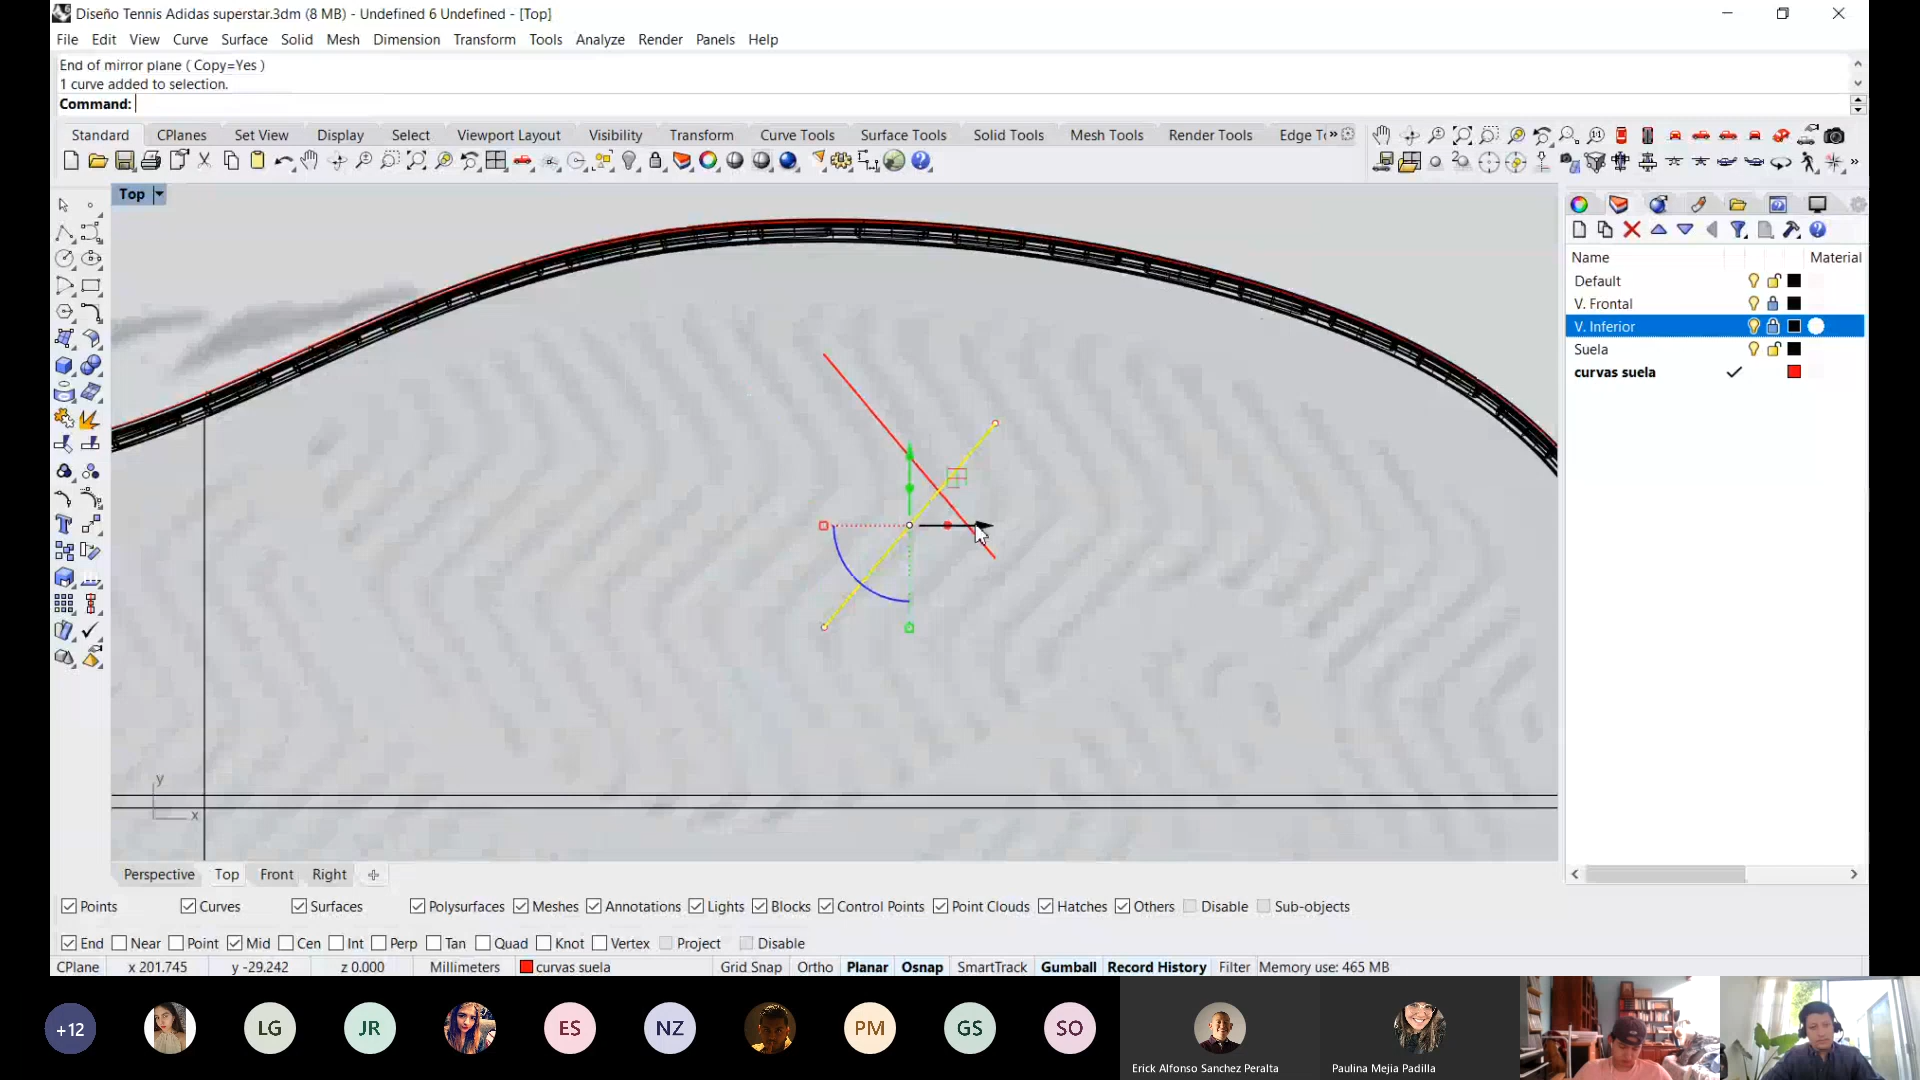 Diseño Tennis Adidas superstar.3dm (8 MB) - Undefined 6 Undefined - [Top]
File Edit View Curve Surface Solid Mesh Dimension Transform Tools Analyze Render Panels Help
End of mirror plane ( Copy=Yes )
1 curve added to selection.
Command:
Standard CPlanes Set View Display Select Viewport Layout Visibility Transform Curve Tools Surface Tools Solid Tools Mesh Tools Render Tools Edge To
Top
Name Material
Default
V. Frontal
V. Inferior
Suela
curvas suela
y
x
Perspective Top Front Right
Points Curves Surfaces Polysurfaces Meshes Annotations Lights Blocks Control Points Point Clouds Hatches Others Disable Sub-objects
End Near Point Mid Cen Int Perp Tan Quad Knot Vertex Project Disable
CPlane x 201.745 y -29.242 z 0.000 Millimeters curvas suela Grid Snap Ortho Planar Osnap SmartTrack Gumball Record History Filter Memory use: 465 MB
+12 LG JR ES NZ PM GS SO
Erick Alfonso Sanchez Peralta Paulina Mejia Padilla